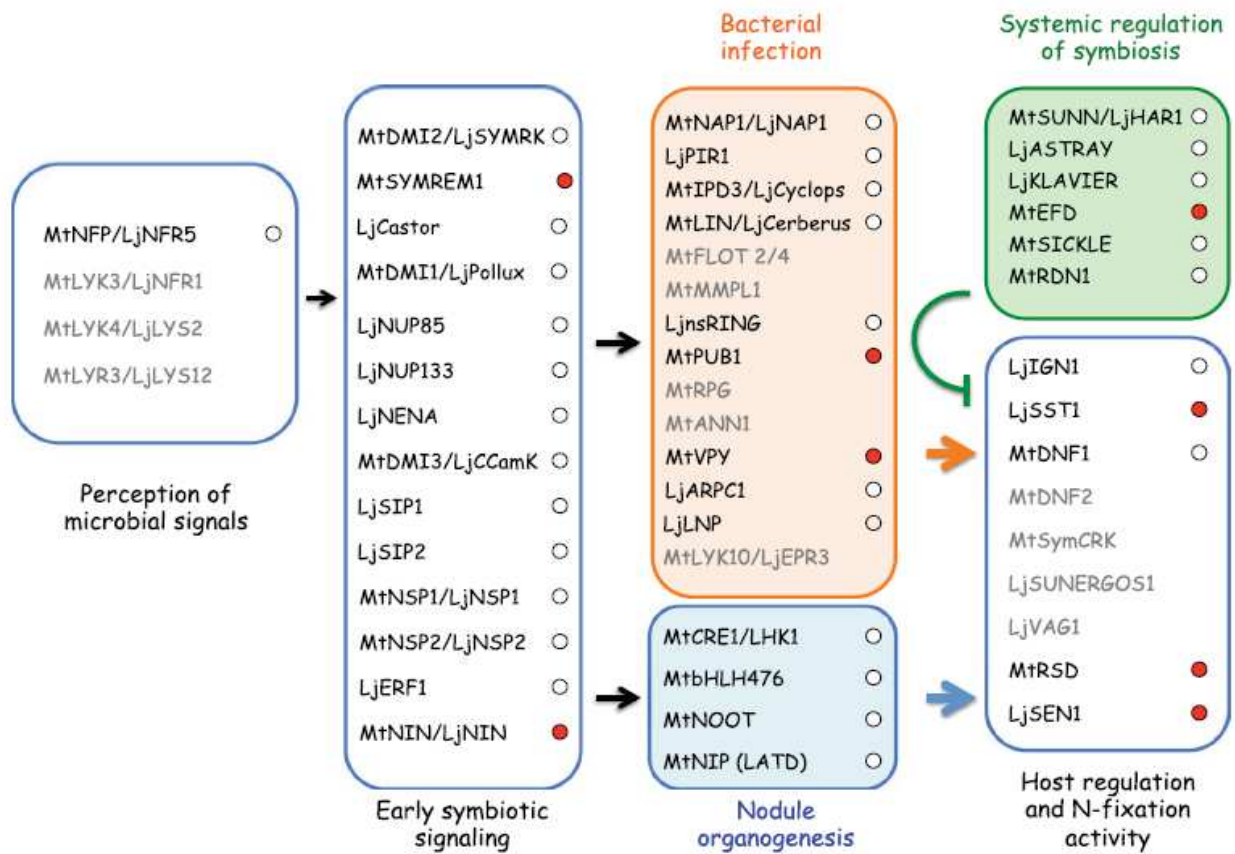 MtNFP/LjNFR5
MtLYK3/LjNFR1
MtLYK4/LjLYS2
MtLYR3/LjLYS12
Perception of
microbial signals
MtDMI2/LjSYMRK
MtSYMREM1
LjCastor
MtDMI1/LjPollux
LjNUP85
LjNUP133
LjNENA
MtDMI3/LjCCamK
LjSIP1
LjSIP2
MtNSP1/LjNSP1
MtNSP2/LjNSP2
LjERF1
MtNIN/LjNIN
Early symbiotic
signaling
Bacterial
infection
MtNAP1/LjNAP1
LjPIR1
MtIPD3/LjCyclops
MtLIN/LjCerberus
MtFLOT 2/4
MtMMPL1
LjnsRING
MtPUB1
MtRPG
MtANN1
MtVPY
LjARPC1
LjLNP
MtLYK10/LjEPR3
MtCRE1/LHK1
MtbHLH476
MtNOOT
MtNIP (LATD)
Nodule
organogenesis
Systemic regulation
of symbiosis
MtSUNN/LjHAR1
LjASTRAY
LjKLAVIER
MtEFD
MtSICKLE
MtRDN1
LjIGN1
LjSST1
MtDNF1
MtDNF2
MtSymCRK
LjSUNERGOS1
LjVAG1
MtRSD
LjSEN1
Host regulation
and N-fixation
activity